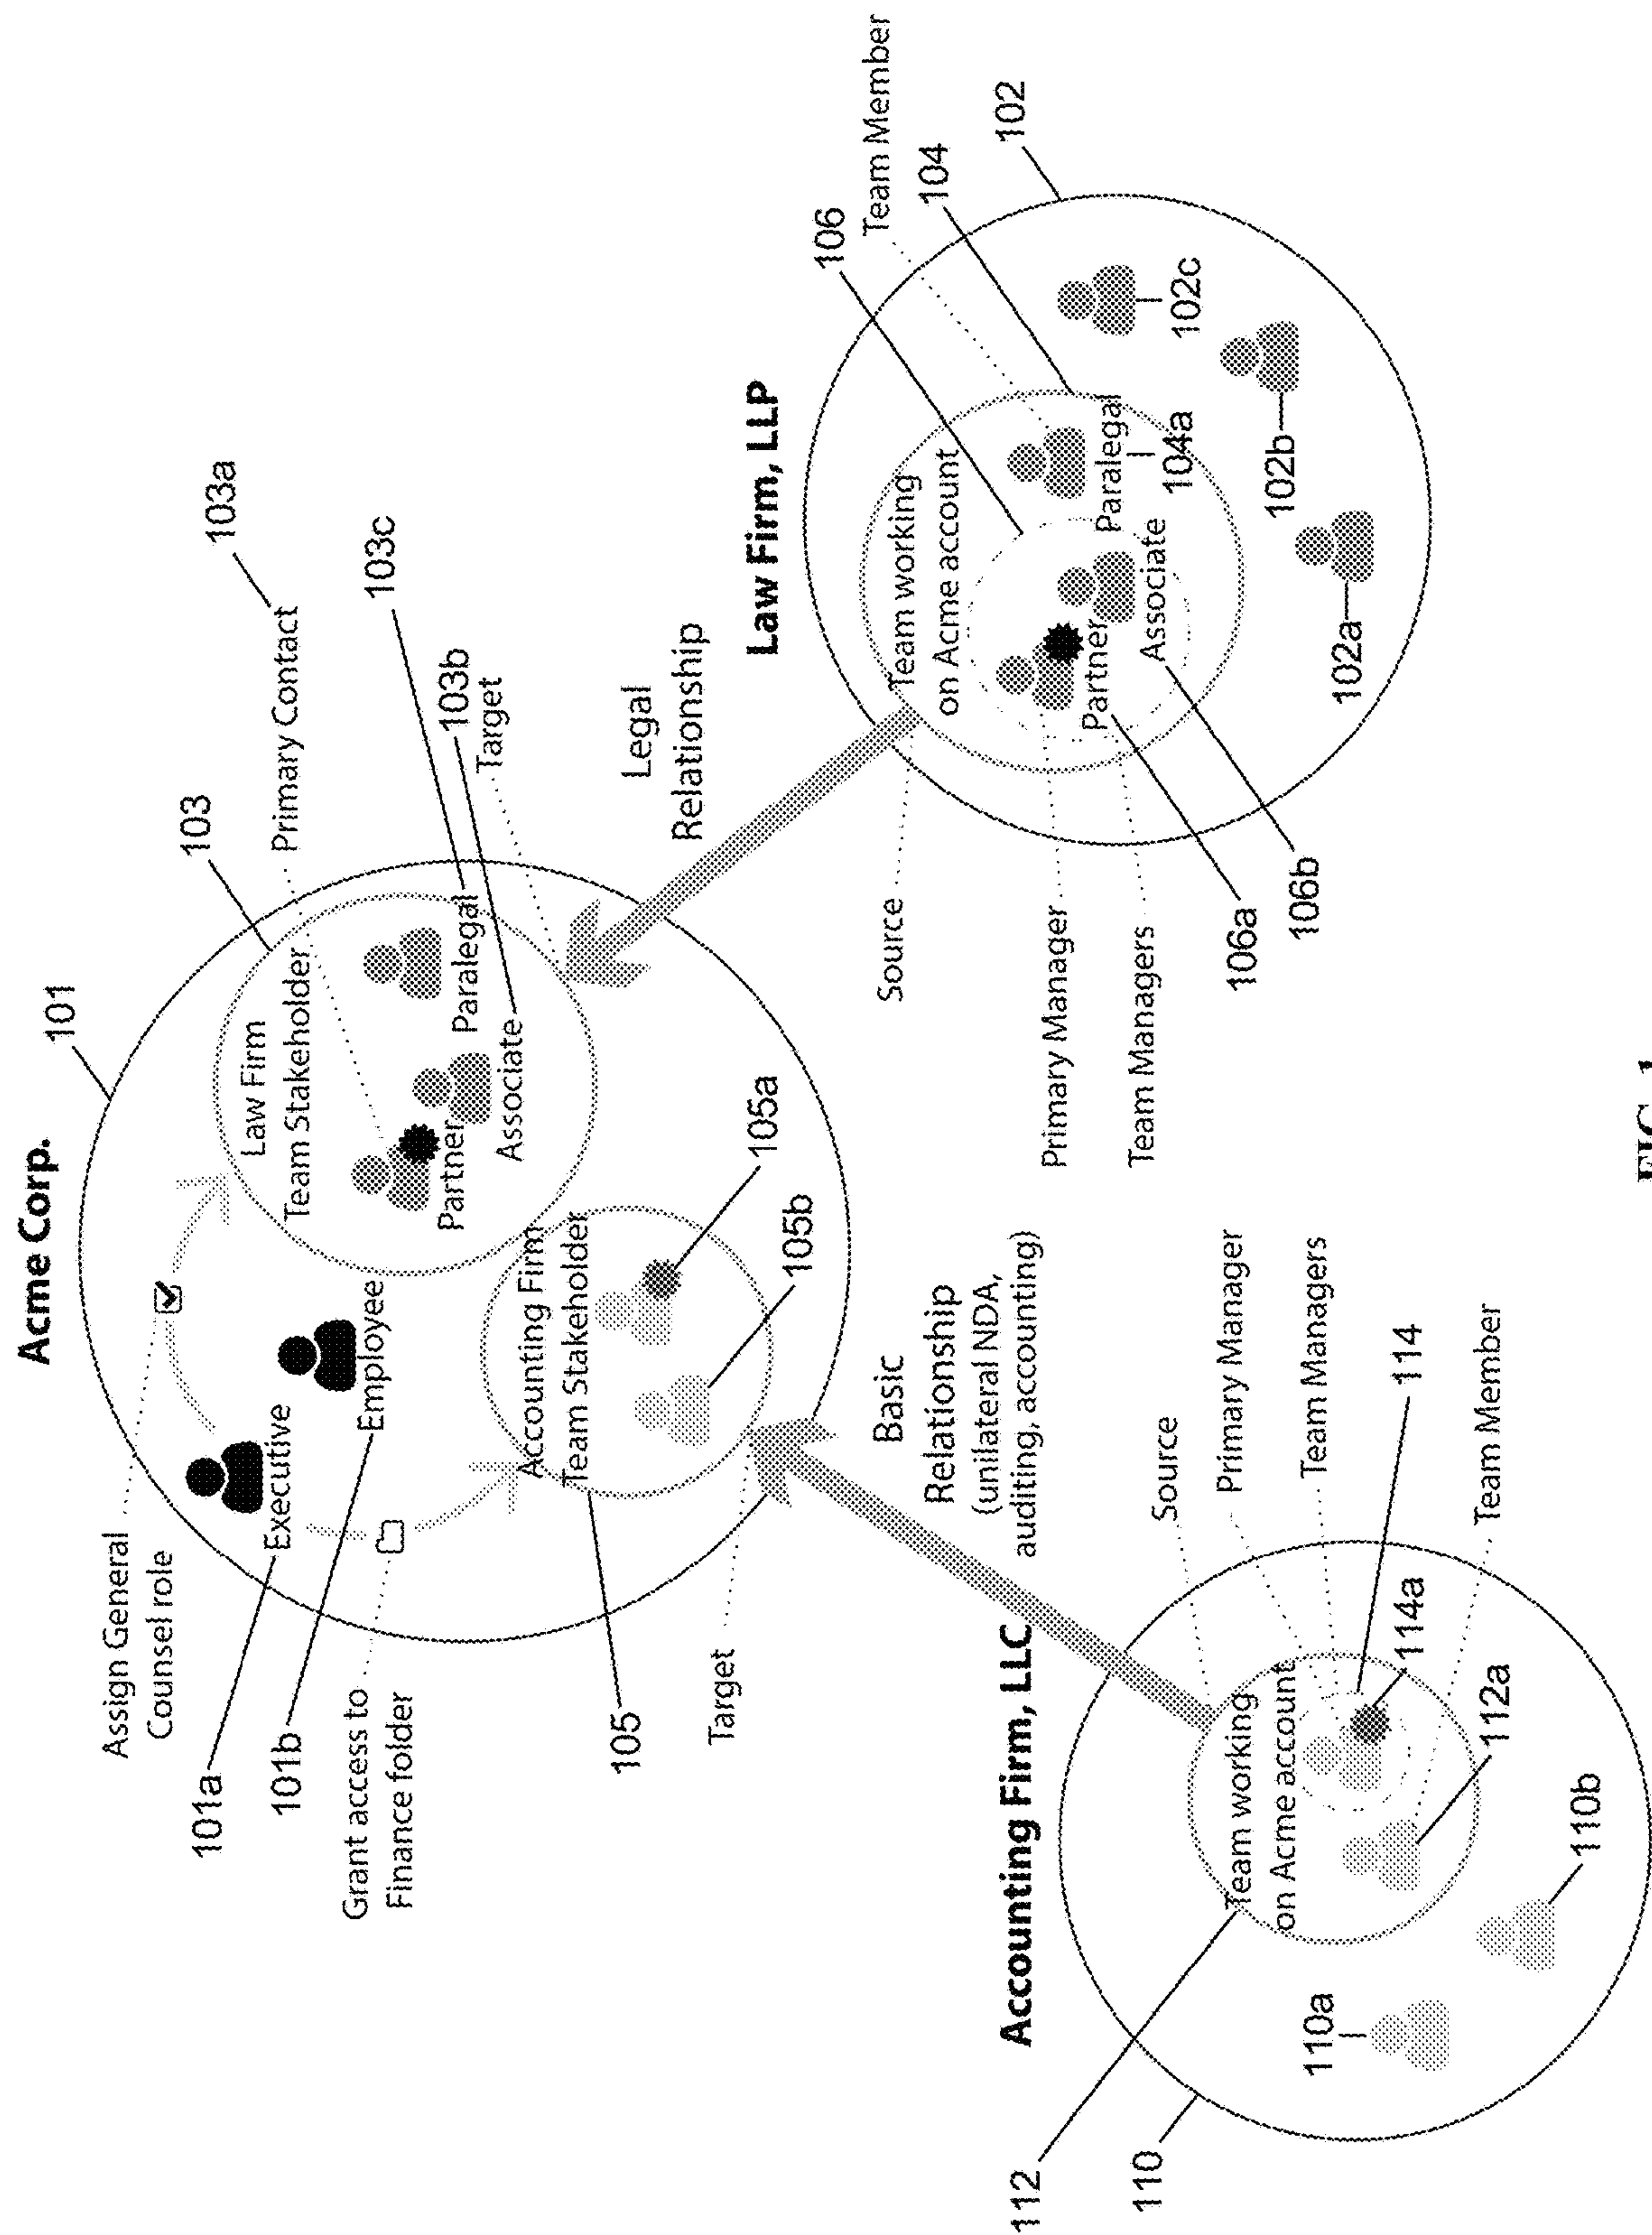 Acme Corp.
101
Assign General
Counsel role
101a
Executive
101b
Employee
Grant access to
Finance folder
103
Law Firm
Team Stakeholder
Primary Contact
103a
Partner
Associate
Paralegal
103c
103b
Target
Accounting Firm
Team Stakeholder
105a
105b
105
Target
Legal
Relationship
Basic
Relationship
(unilateral NDA,
auditing, accounting)
Law Firm, LLP
102
Team Member
104
106
Team working
on Acme account
Partner
Associate
Paralegal
104a
102a
102b
102c
Source
Primary Manager
Team Managers
106a
106b
Accounting Firm, LLC
Source
Primary Manager
Team Managers
114
Team Member
Team working
on Acme account
114a
112a
110a
110b
112
110